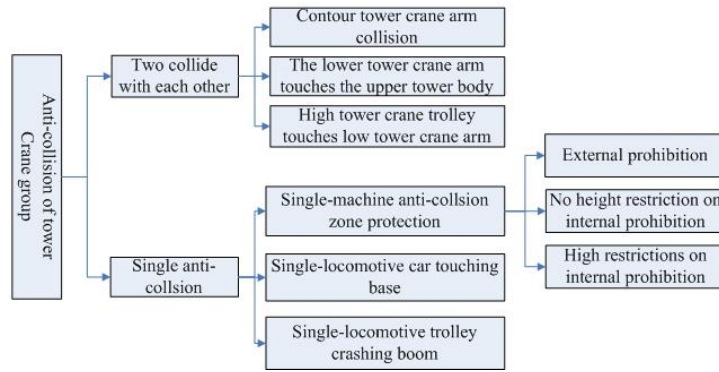 Anti-collision of tower
Crane group
Two collide
with each other
Contour tower crane arm
collision
The lower tower crane arm
touches the upper tower body
High tower crane trolley
touches low tower crane arm
Single anti-
colsion
Single-machine anti-collsion
zone protection
External prohibition
No height restriction on
internal prohibition
High restrictions on
internal prohibition
Single-locomotive car touching
base
Single-locomotive trolley
crashing boom